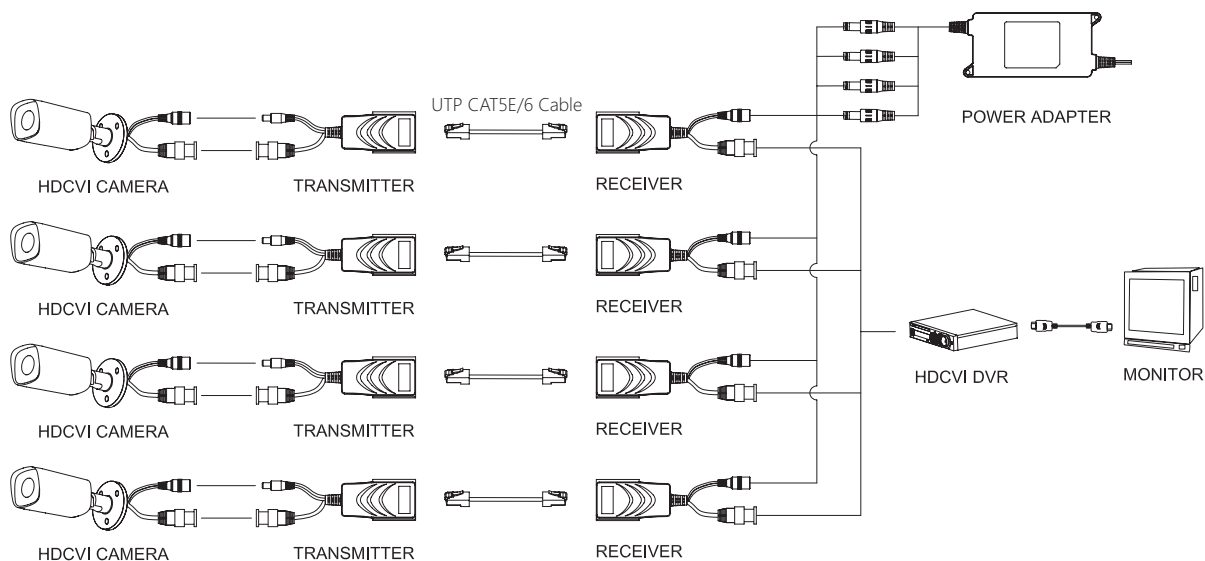 UTP CAT5E/6 Cable
POWER ADAPTER
HDCVI CAMERA
TRANSMITTER
RECEIVER
HDCVI CAMERA
TRANSMITTER
RECEIVER
HDCVI DVR
MONITOR
HDCVI CAMERA
TRANSMITTER
RECEIVER
HDCVI CAMERA
TRANSMITTER
RECEIVER